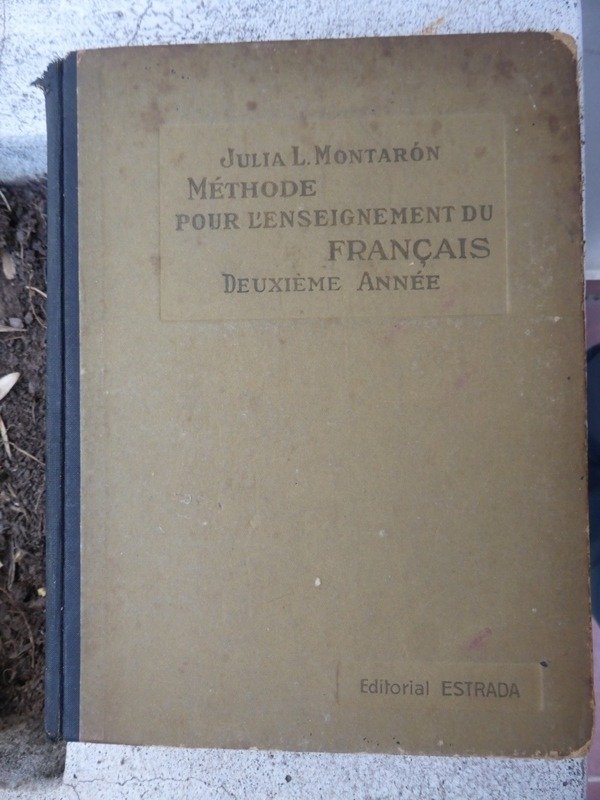 JULIA L. MONTARÓN
MÉTHODE
POUR L'ENSEIGNEMENT DU
FRANÇAIS
DEUXIÈME ANNÉE
Editorial ESTRADA